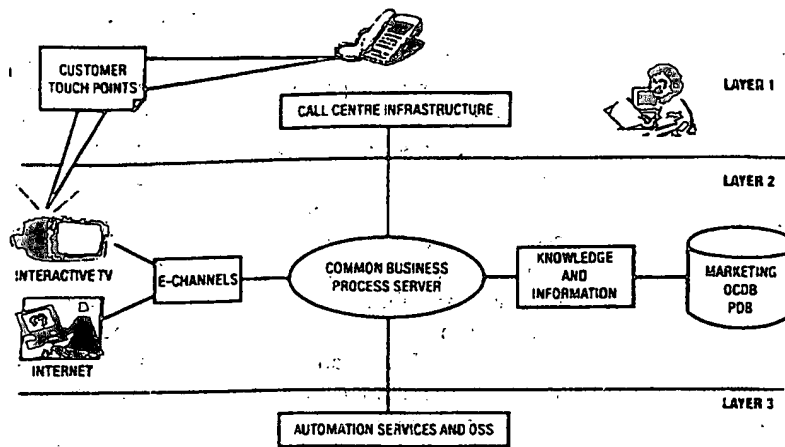 CUSTOMER
TOUCH POINTS
LAYER 1
CALL CENTRE INFRASTRUCTURE
LAYER 2
INTERACTIVE TV
E-CHANNELS
COMMON BUSINESS
PROCESS SERVER
KNOWLEDGE
AND
INFORMATION
MARKETING
OCDB
PDB
INTERNET
LAYER 3
AUTOMATION SERVICES AND OSS